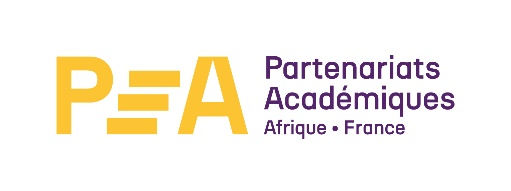 PEA
Partenariats
Académiques
Afrique • France